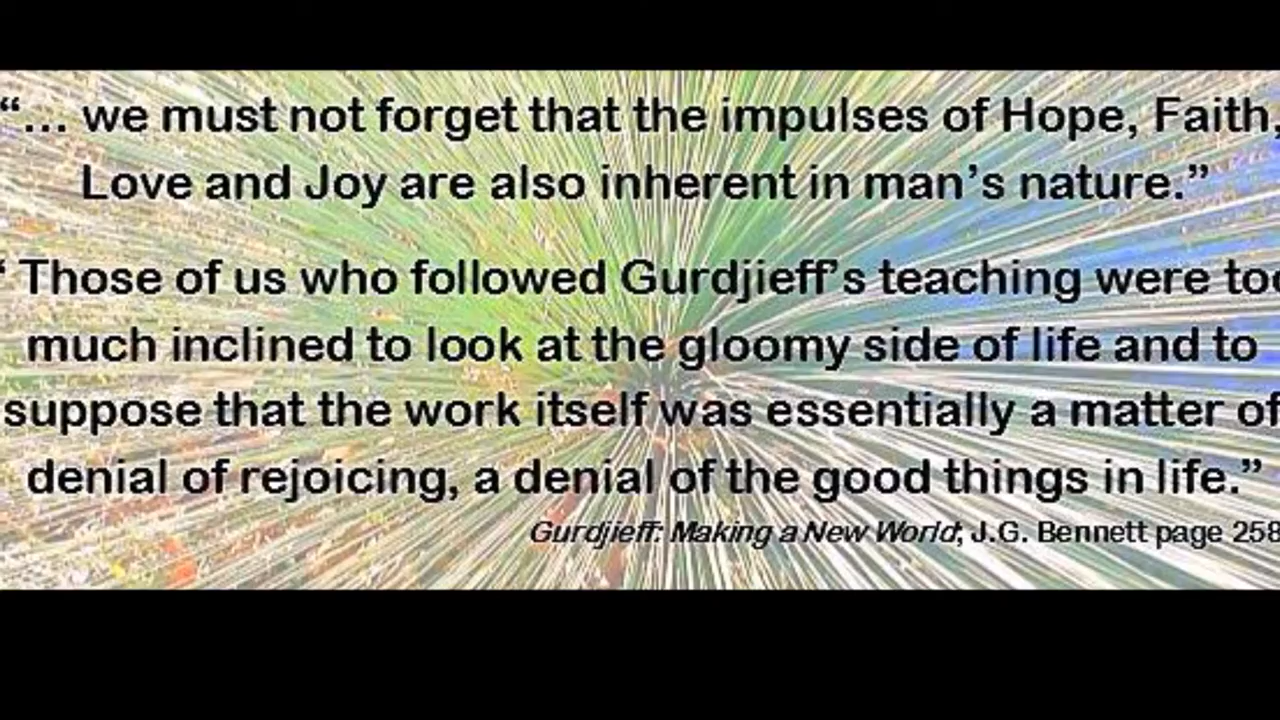 “... we must not forget that the impulses of Hope, Faith,
Love and Joy are also inherent in man’s nature.”
“ Those of us who followed Gurdjieff’s teaching were too
much inclined to look at the gloomy side of life and to
suppose that the work itself was essentially a matter of
denial of rejoicing, a denial of the good things in life.”
Gurdjieff: Making a New World; J.G. Bennett page 258